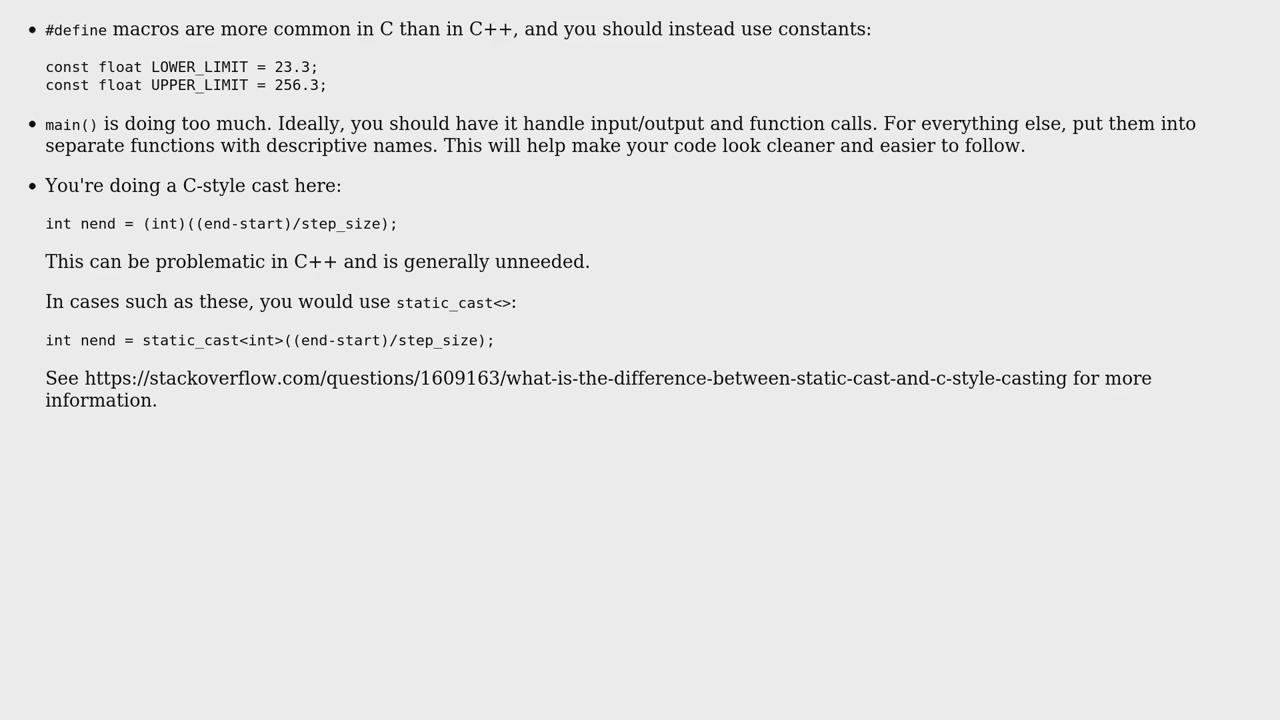 • #define macros are more common in C than in C++, and you should instead use constants:
const float LOWER_LIMIT = 23.3;
const float UPPER_LIMIT = 256.3;
• main() is doing too much. Ideally, you should have it handle input/output and function calls. For everything else, put them into
separate functions with descriptive names. This will help make your code look cleaner and easier to follow.
• You're doing a C-style cast here:
int nend = (int)((end-start)/step_size);
This can be problematic in C++ and is generally unneeded.
In cases such as these, you would use static_cast<>:
int nend = static_cast<int>((end-start)/step_size);
See https://stackoverflow.com/questions/1609163/what-is-the-difference-between-static-cast-and-c-style-casting for more
information.